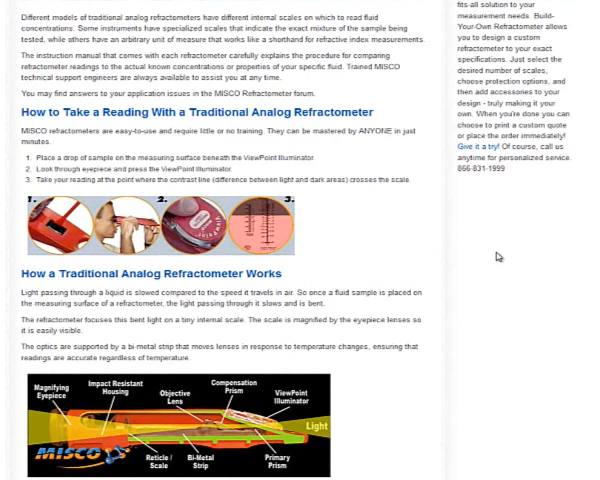 Different models of traditional analog refractometers have different internal scales on which to read fluid
concentrations. Some instruments have specialized scales that indicate the exact mixture of the sample being
tested, while others have an arbitrary unit of measure that works like a shorthand for refractive index measurements.
The instruction manual that comes with each refractometer carefully explains the procedure for comparing
refractometer readings to the actual known concentrations or properties of your specific fluid. Trained MISCO
technical support engineers are always available to assist you at any time.
You may find answers to your application issues in the MISCO Refractometer forum.
How to Take a Reading With a Traditional Analog Refractometer
MISCO refractometers are easy-to-use and require little or no training. They can be mastered by ANYONE in just
minutes.
1. Place a drop of sample on the measuring surface beneath the ViewPoint Illuminator.
2. Look through eyepiece and press the ViewPoint Illuminator.
3. Take your reading at the point where the contrast line (difference between light and dark areas) crosses the scale.
1. 2. 3.
How a Traditional Analog Refractometer Works
Light passing through a liquid is slowed compared to the speed it travels in air. So once a fluid sample is placed on
the measuring surface of a refractometer, the light passing through it slows and is bent.
The refractometer focuses this bent light on a tiny internal scale. The scale is magnified by the eyepiece lenses so
it is easily visible.
The optics are supported by a bi-metal strip that moves lenses in response to temperature changes, ensuring that
readings are accurate regardless of temperature.
Magnifying
Eyepiece
Impact Resistant
Housing
Objective
Lens
Compensation
Prism
ViewPoint
Illuminator
Light
MISCO
Reticle /
Scale
Bi-Metal
Strip
Primary
Prism
fits-all solution to your
measurement needs. Build-
Your-Own Refractometer allows
you to design a custom
refractometer to your exact
specifications. Just select the
desired number of scales,
choose protection options, and
then add accessories to your
design - truly making it your
own. When you're done you can
choose to print a custom quote
or place the order immediately!
Give it a try! Of course, call us
anytime for personalized service.
866-831-1999